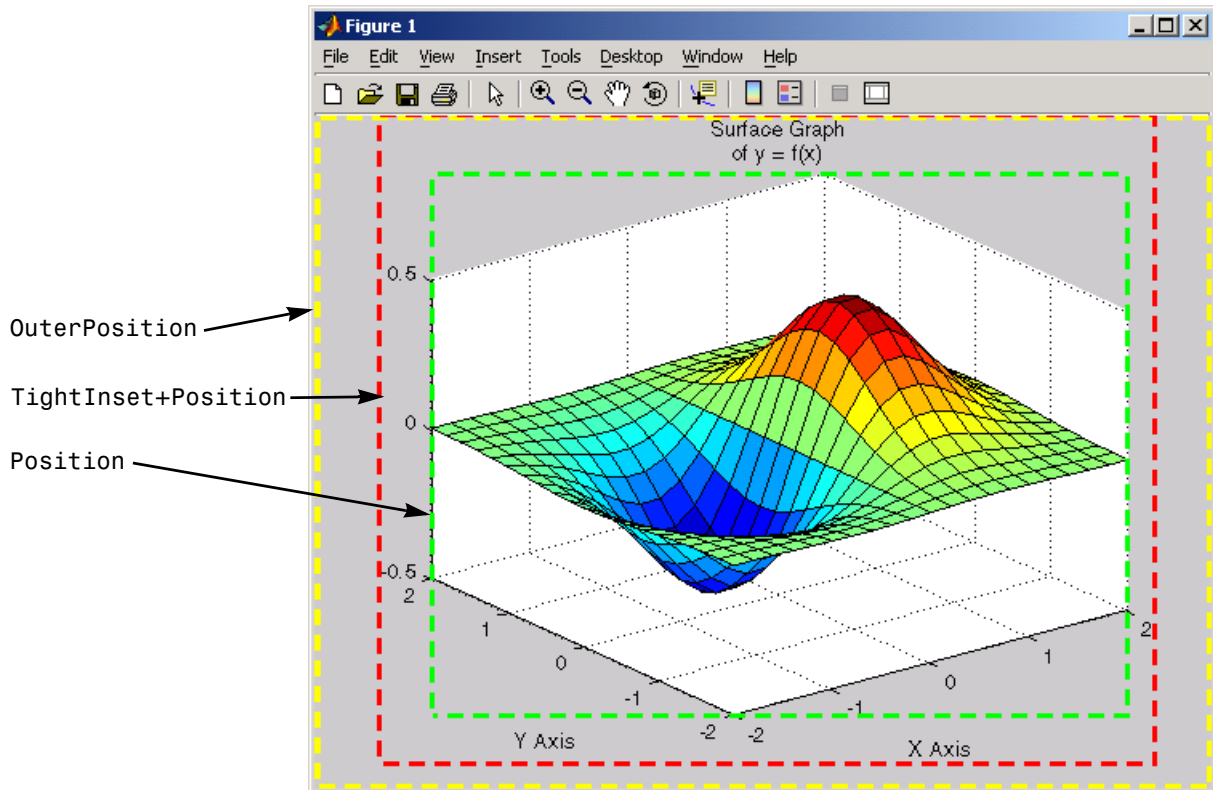 Figure 1
File Edit View Insert Tools Desktop Window Help
Surface Graph
of y = f(x)
0.5
OuterPosition
TightInset+Position
0
Position
-0.5
2
1
0
-1
-2
-2
-1
0
1
2
Y Axis
X Axis